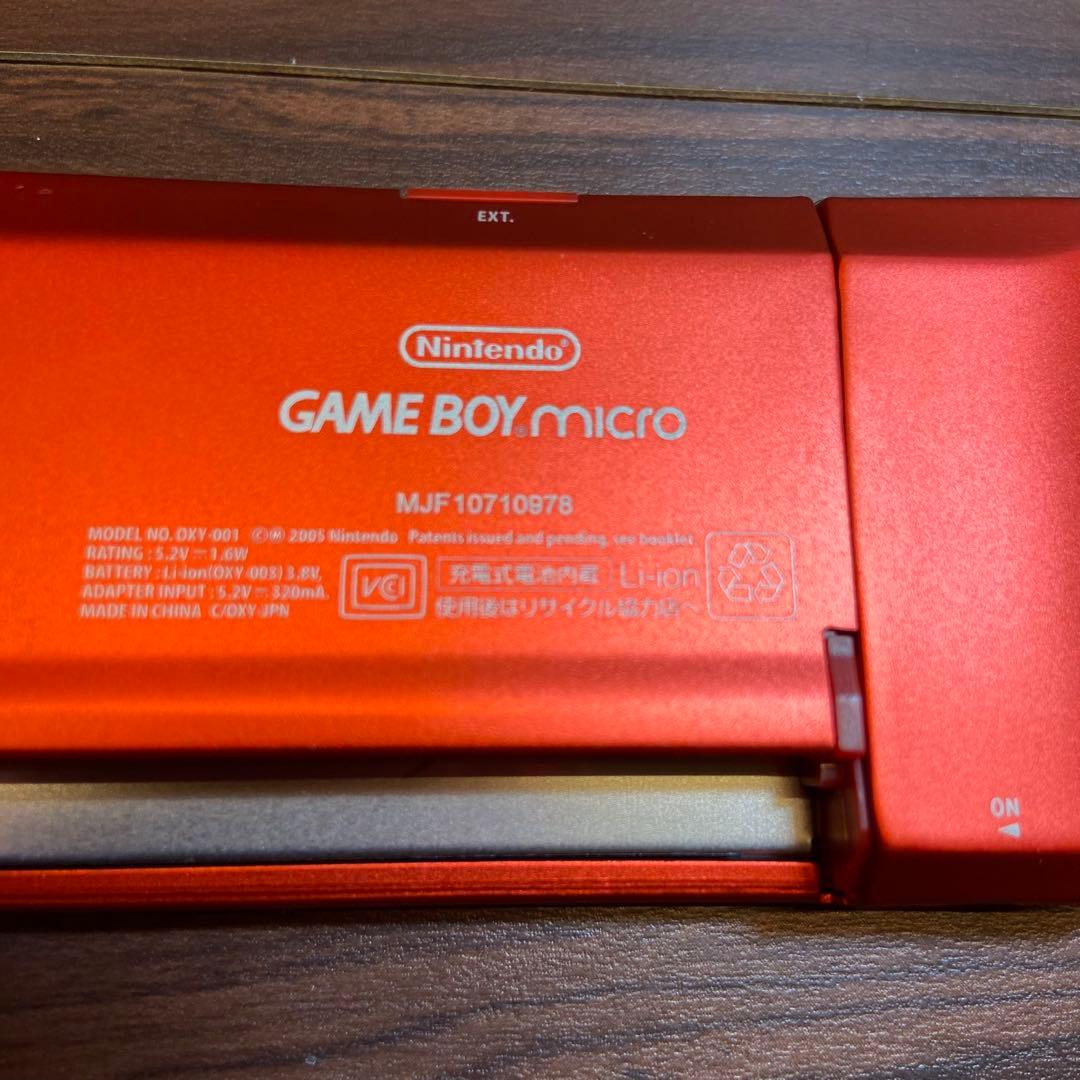 EXT.
Nintendo®
GAME BOY® micro
MJF10710978
MODEL NO. OXY-001 ©Ⓟ 2005 Nintendo Patents issued and pending, see booklet
RATING : 5.2V⎓1.6W
BATTERY : Li-ion(OXY-003) 3.8V,
ADAPTER INPUT : 5.2V⎓320mA.
MADE IN CHINA C/OXY-JPN
VCI
充電式電池内蔵 Li-ion
使用後はリサイクル協力店へ
ON